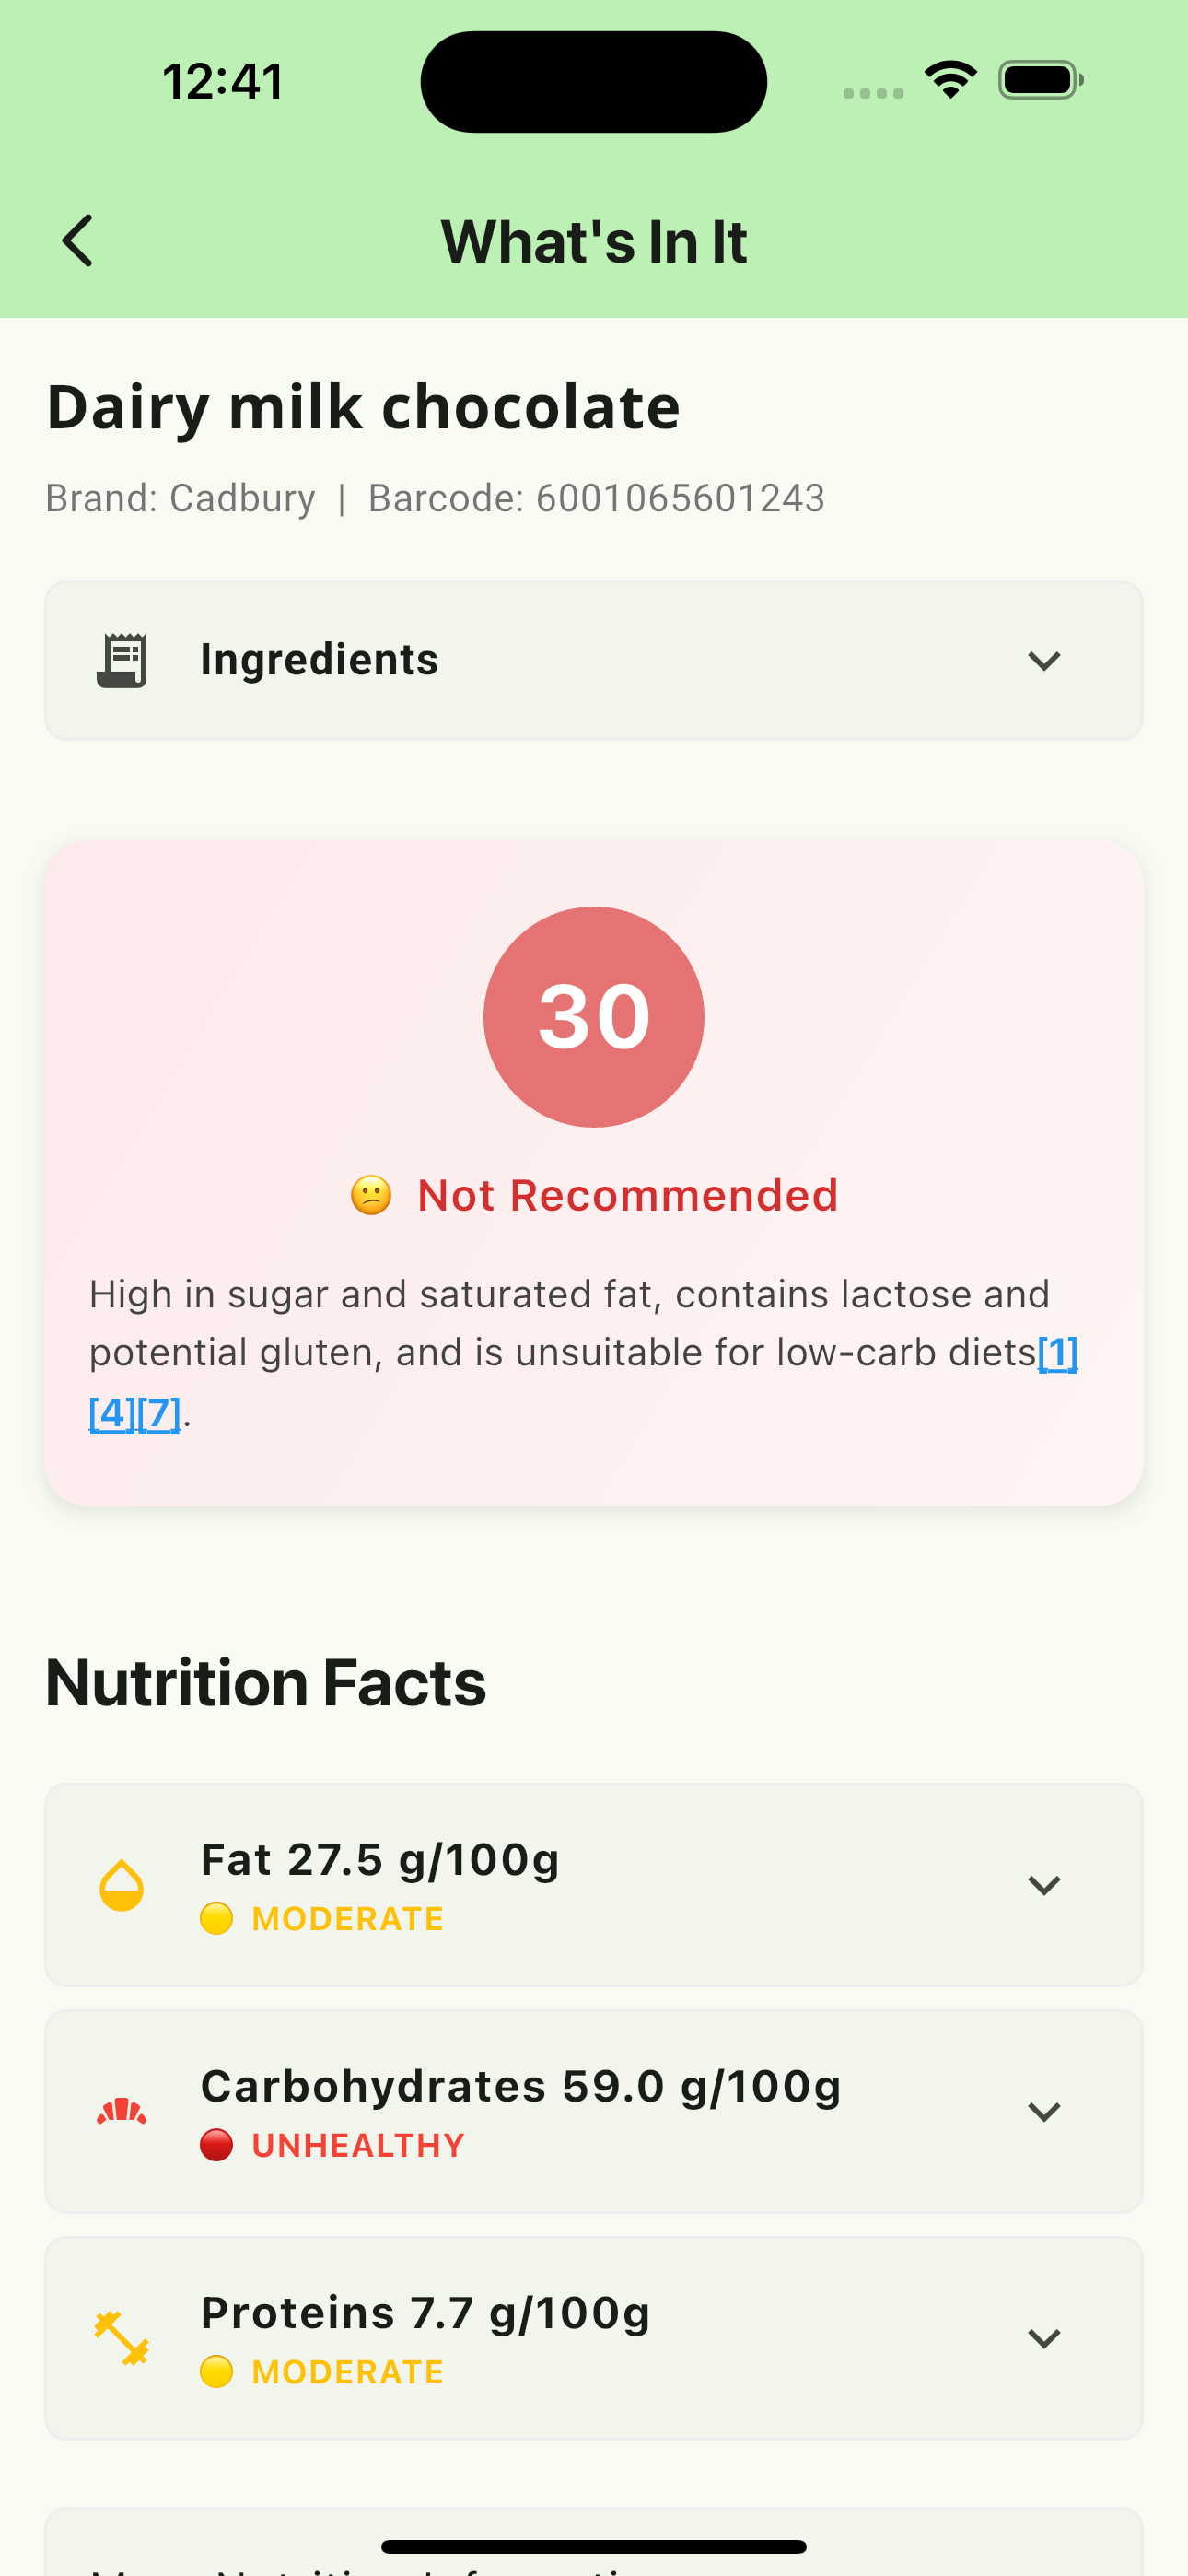 12:41
What's In It
Dairy milk chocolate
Brand: Cadbury | Barcode: 6001065601243
Ingredients
30
Not Recommended
High in sugar and saturated fat, contains lactose and
potential gluten, and is unsuitable for low-carb diets[1]
[4][7].
Nutrition Facts
Fat 27.5 g/100g
MODERATE
Carbohydrates 59.0 g/100g
UNHEALTHY
Proteins 7.7 g/100g
MODERATE